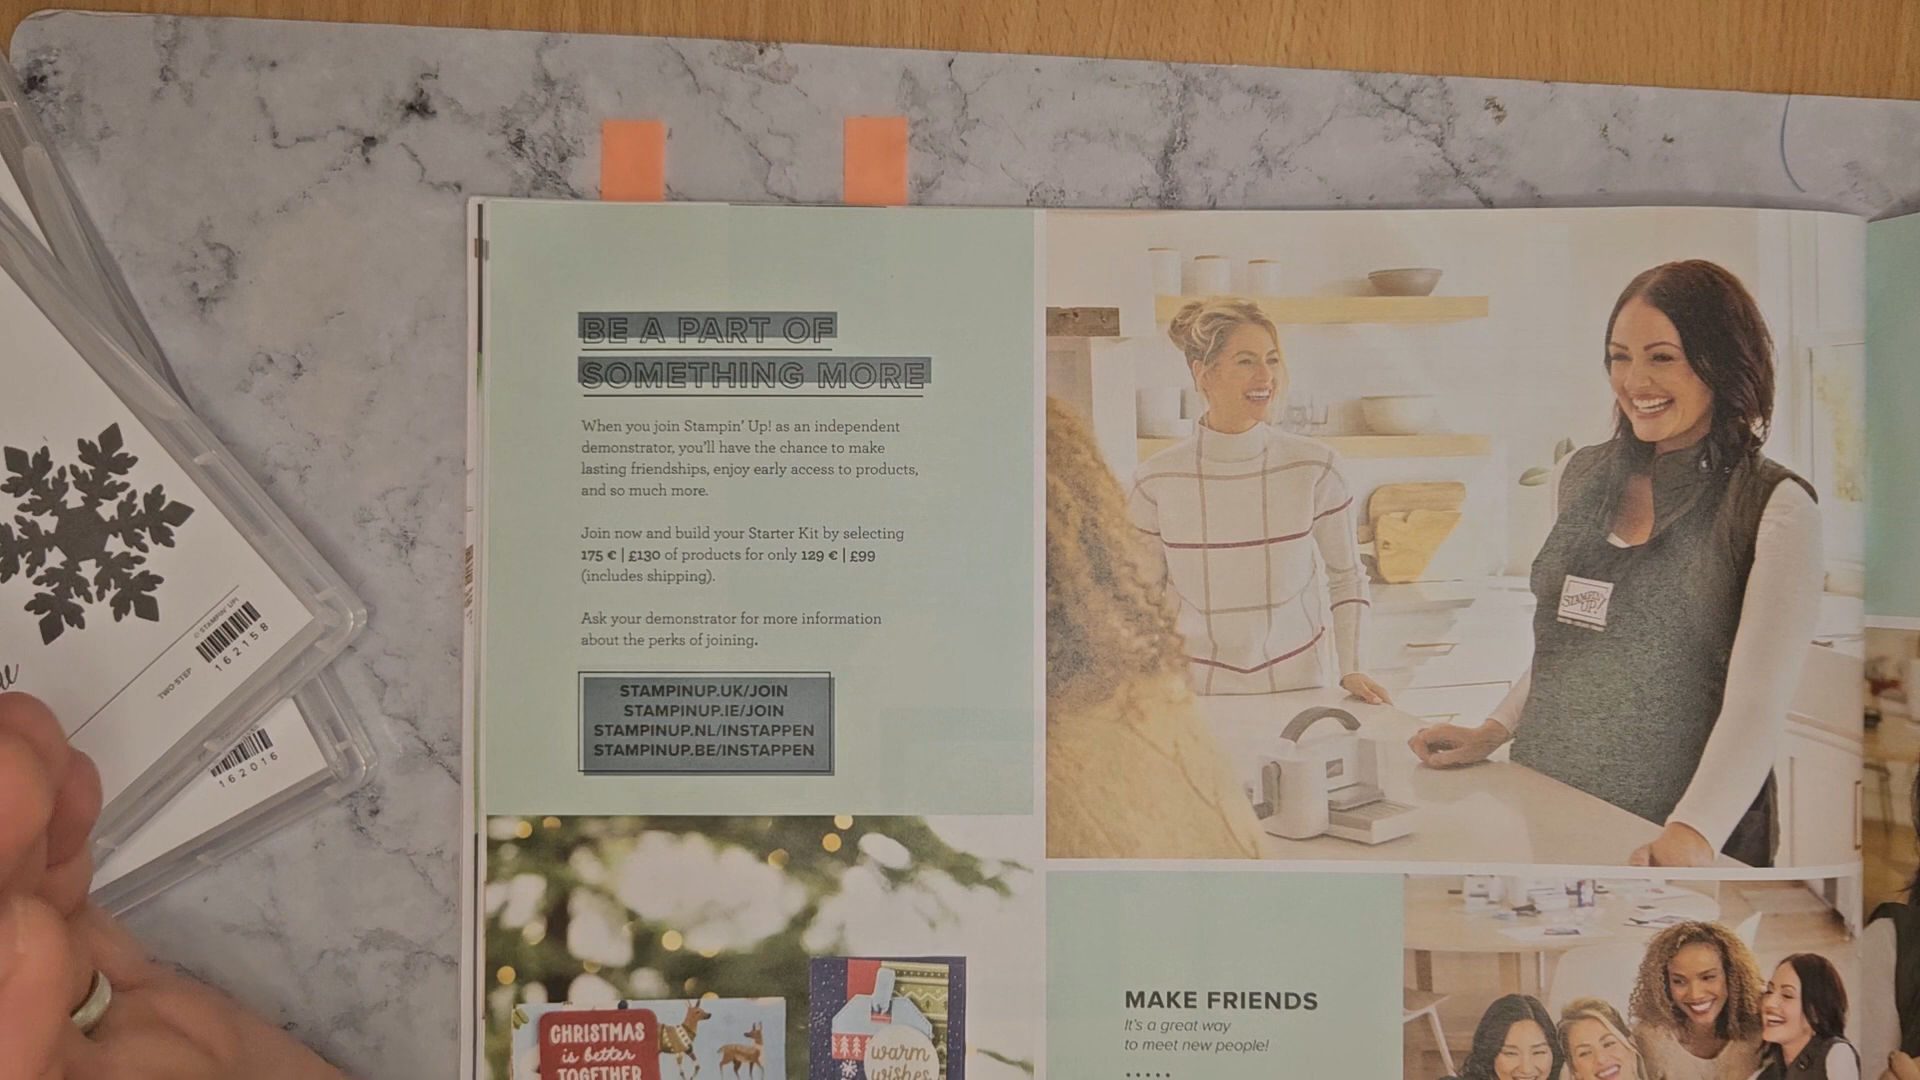 BE A PART OF
SOMETHING MORE
When you join Stampin' Up! as an independent
demonstrator, you'll have the chance to make
lasting friendships, enjoy early access to products,
and so much more.
Join now and build your Starter Kit by selecting
175 € | £130 of products for only 129 € | £99
(includes shipping).
Ask your demonstrator for more information
about the perks of joining.
STAMPINUP.UK/JOIN
STAMPINUP.IE/JOIN
STAMPINUP.NL/INSTAPPEN
STAMPINUP.BE/INSTAPPEN
STAMPIN' UP!
MAKE FRIENDS
It's a great way
to meet new people!
CHRISTMAS
is better
TOGETHER
warm
wishes
© STAMPIN' UP!
TWO-STEP
162158
162016